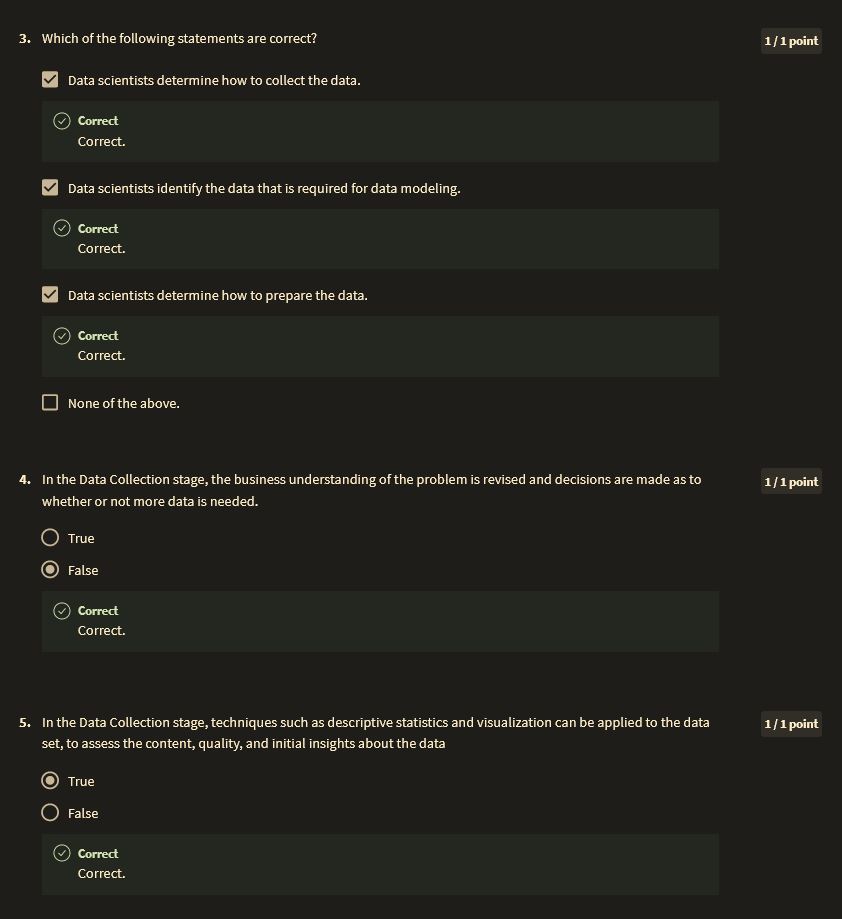 3. Which of the following statements are correct?
1 / 1 point
Data scientists determine how to collect the data.
Correct
Correct.
Data scientists identify the data that is required for data modeling.
Correct
Correct.
Data scientists determine how to prepare the data.
Correct
Correct.
None of the above.
4. In the Data Collection stage, the business understanding of the problem is revised and decisions are made as to
whether or not more data is needed.
1 / 1 point
True
False
Correct
Correct.
5. In the Data Collection stage, techniques such as descriptive statistics and visualization can be applied to the data
set, to assess the content, quality, and initial insights about the data
1 / 1 point
True
False
Correct
Correct.